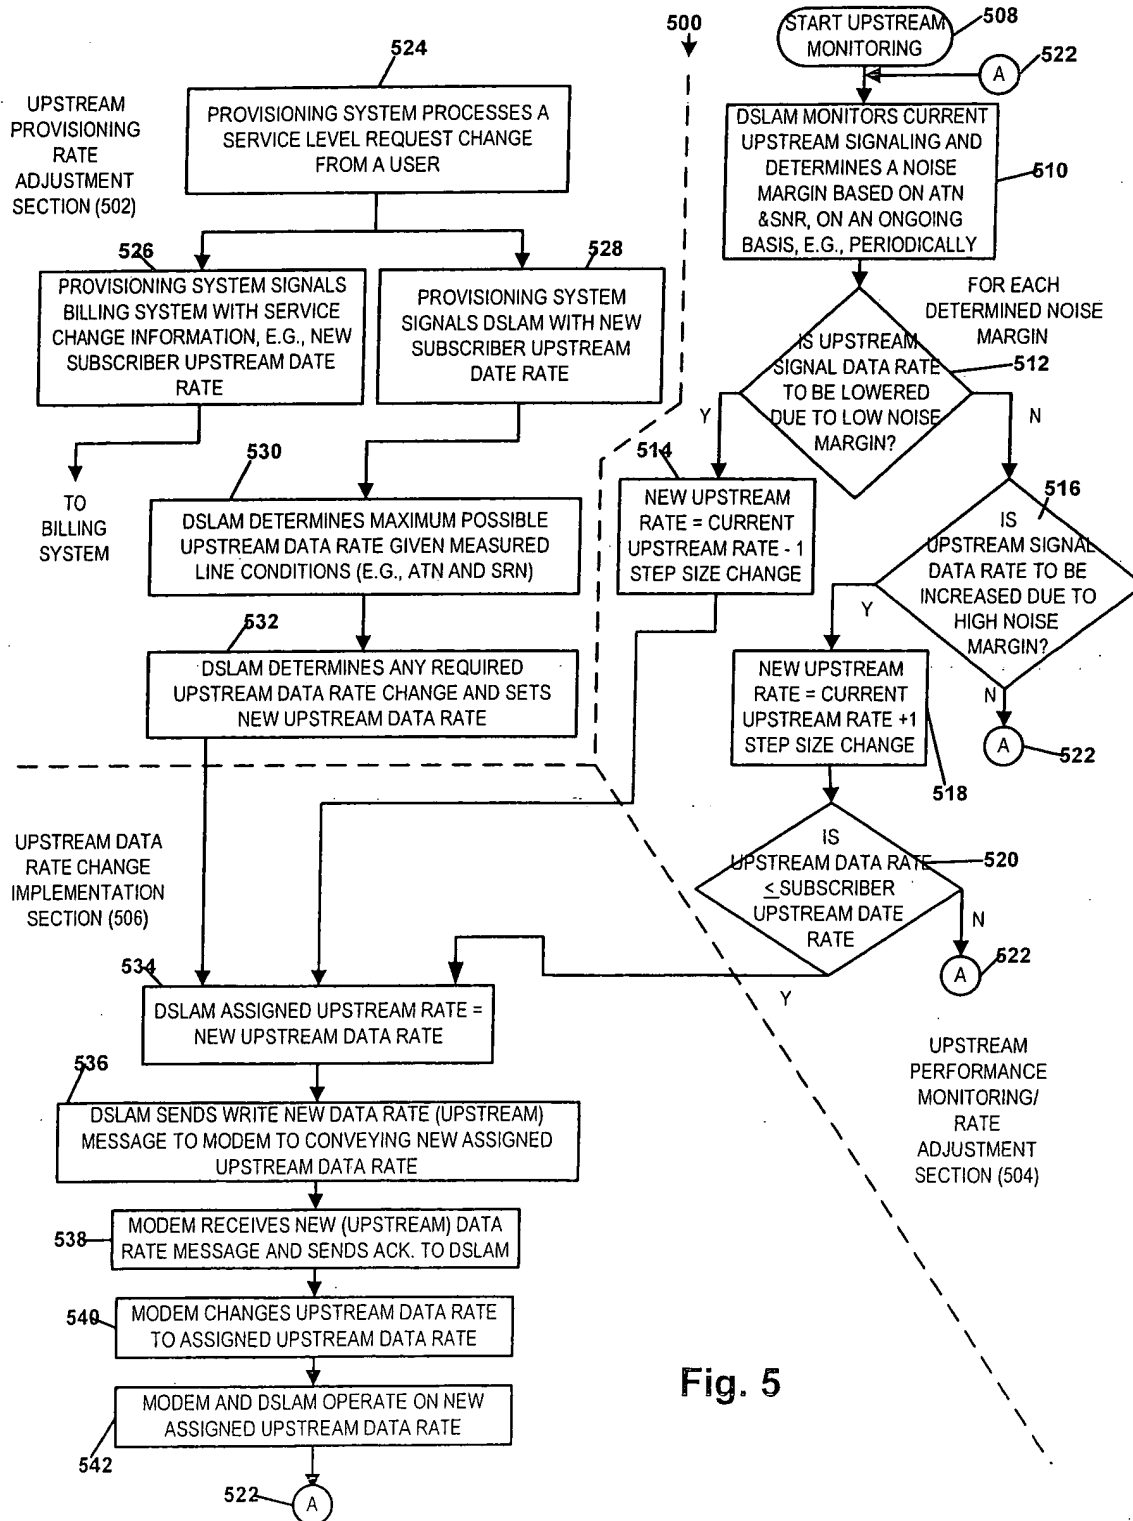 500
START UPSTREAM
MONITORING
508
A
522
524
UPSTREAM
PROVISIONING
RATE
ADJUSTMENT
SECTION (502)
PROVISIONING SYSTEM PROCESSES A
SERVICE LEVEL REQUEST CHANGE
FROM A USER
DSLAM MONITORS CURRENT
UPSTREAM SIGNALING AND
DETERMINES A NOISE
MARGIN BASED ON ATN
&SNR, ON AN ONGOING
BASIS, E.G., PERIODICALLY
510
526
PROVISIONING SYSTEM SIGNALS
BILLING SYSTEM WITH SERVICE
CHANGE INFORMATION, E.G., NEW
SUBSCRIBER UPSTREAM DATE
RATE
528
PROVISIONING SYSTEM
SIGNALS DSLAM WITH NEW
SUBSCRIBER UPSTREAM
DATE RATE
FOR EACH
DETERMINED NOISE
MARGIN
IS UPSTREAM
SIGNAL DATA RATE
TO BE LOWERED
DUE TO LOW NOISE
MARGIN?
512
Y
N
TO
BILLING
SYSTEM
530
DSLAM DETERMINES MAXIMUM POSSIBLE
UPSTREAM DATA RATE GIVEN MEASURED
LINE CONDITIONS (E.G., ATN AND SRN)
514
NEW UPSTREAM
RATE = CURRENT
UPSTREAM RATE - 1
STEP SIZE CHANGE
516
IS
UPSTREAM SIGNAL
DATA RATE TO BE
INCREASED DUE TO
HIGH NOISE
MARGIN?
Y
N
A
522
532
DSLAM DETERMINES ANY REQUIRED
UPSTREAM DATA RATE CHANGE AND SETS
NEW UPSTREAM DATA RATE
NEW UPSTREAM
RATE = CURRENT
UPSTREAM RATE +1
STEP SIZE CHANGE
518
UPSTREAM DATA
RATE CHANGE
IMPLEMENTATION
SECTION (506)
IS
UPSTREAM DATA RATE
≤ SUBSCRIBER
UPSTREAM DATE
RATE
520
N
A
522
Y
534
DSLAM ASSIGNED UPSTREAM RATE =
NEW UPSTREAM DATA RATE
UPSTREAM
PERFORMANCE
MONITORING/
RATE
ADJUSTMENT
SECTION (504)
536
DSLAM SENDS WRITE NEW DATA RATE (UPSTREAM)
MESSAGE TO MODEM TO CONVEYING NEW ASSIGNED
UPSTREAM DATA RATE
538
MODEM RECEIVES NEW (UPSTREAM) DATA
RATE MESSAGE AND SENDS ACK. TO DSLAM
540
MODEM CHANGES UPSTREAM DATA RATE
TO ASSIGNED UPSTREAM DATA RATE
MODEM AND DSLAM OPERATE ON NEW
ASSIGNED UPSTREAM DATA RATE
542
522
A
Fig. 5